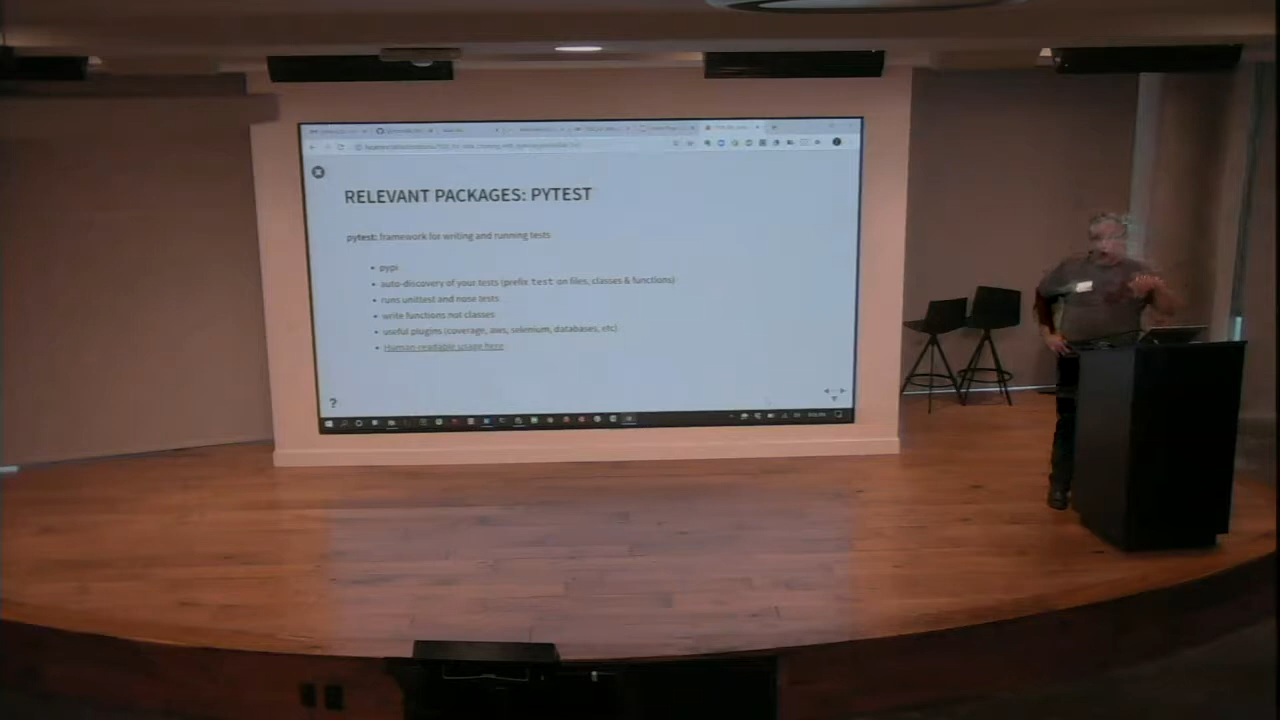 RELEVANT PACKAGES: PYTEST
pytest: framework for writing and running tests
• pypi
• auto-discovery of your tests (prefix test on files, classes & functions)
• runs unittest and nose tests
• write functions not classes
• useful plugins (coverage, aws, selenium, databases, etc)
• Human-readable usage here
?